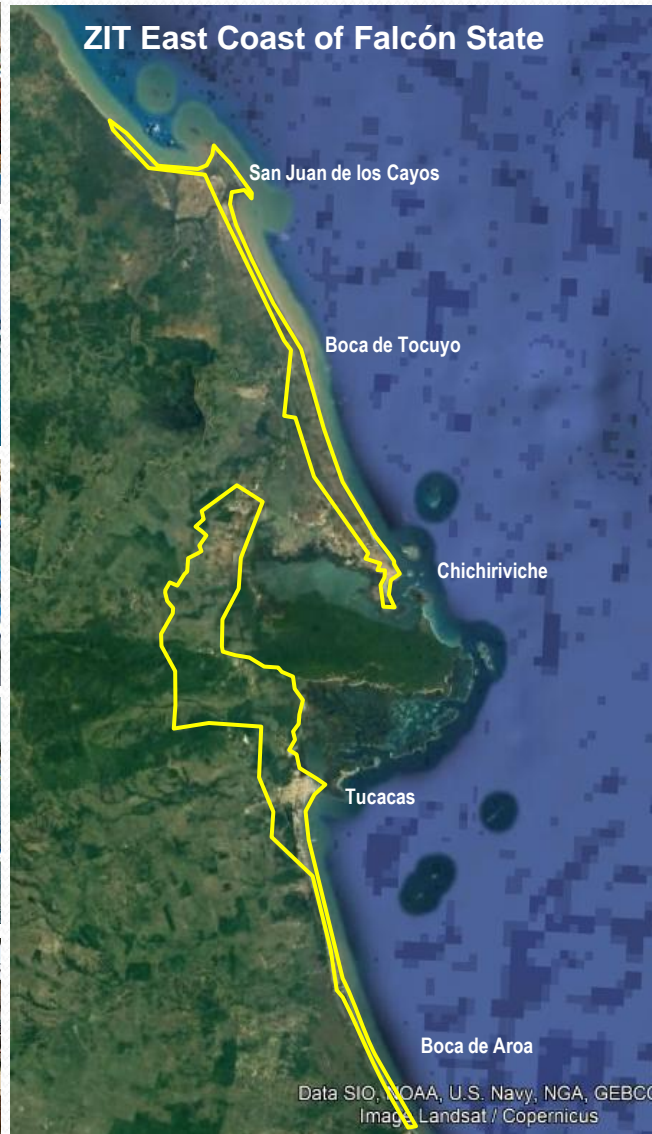 ZIT East Coast of Falcón State
San Juan de los Cayos
Boca de Tocuyo
Chichiriviche
Tucacas
Boca de Aroa
Data SIO, NOAA, U.S. Navy, NGA, GEBCO
Image Landsat / Copernicus